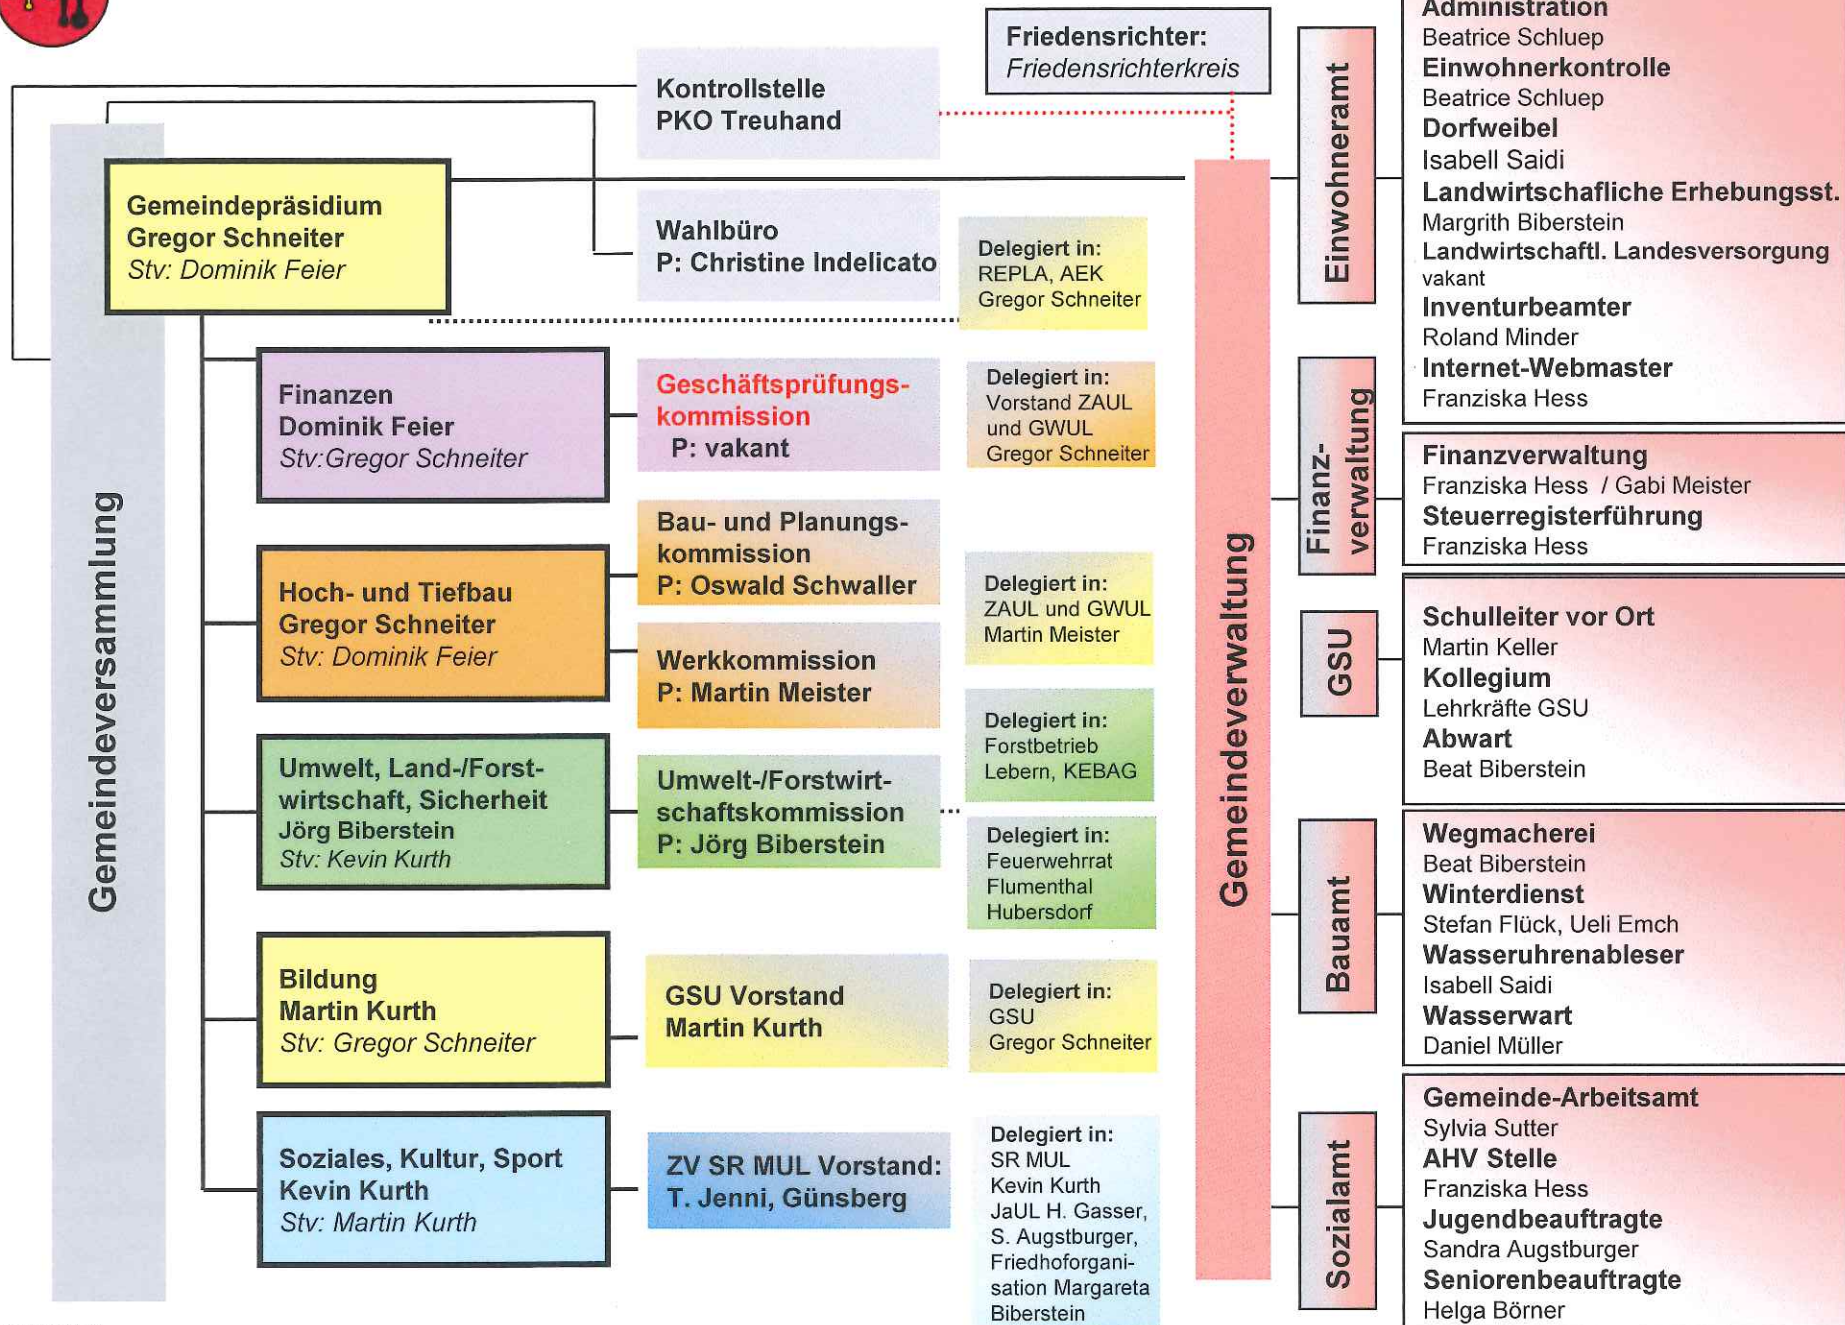 Friedensrichter:
Friedensrichterkreis
Kontrollstelle
PKO Treuhand
Gemeindeversammlung
Gemeindepräsidium
Gregor Schneiter
Stv: Dominik Feier
Wahlbüro
P: Christine Indelicato
Delegiert in:
REPLA, AEK
Gregor Schneiter
Finanzen
Dominik Feier
Stv:Gregor Schneiter
Geschäftsprüfungs-
kommission
P: vakant
Delegiert in:
Vorstand ZAUL
und GWUL
Gregor Schneiter
Hoch- und Tiefbau
Gregor Schneiter
Stv: Dominik Feier
Bau- und Planungs-
kommission
P: Oswald Schwaller
Werkkommission
P: Martin Meister
Delegiert in:
ZAUL und GWUL
Martin Meister
Umwelt, Land-/Forst-
wirtschaft, Sicherheit
Jörg Biberstein
Stv: Kevin Kurth
Umwelt-/Forstwirt-
schaftskommission
P: Jörg Biberstein
Delegiert in:
Forstbetrieb
Lebern, KEBAG
Delegiert in:
Feuerwehrrat
Flumenthal
Hubersdorf
Bildung
Martin Kurth
Stv: Gregor Schneiter
GSU Vorstand
Martin Kurth
Delegiert in:
GSU
Gregor Schneiter
Soziales, Kultur, Sport
Kevin Kurth
Stv: Martin Kurth
ZV SR MUL Vorstand:
T. Jenni, Günsberg
Delegiert in:
SR MUL
Kevin Kurth
JaUL H. Gasser,
S. Augstburger,
Friedhoforgani-
sation Margareta
Biberstein
Gemeindeverwaltung
Einwohneramt
Administration
Beatrice Schluep
Einwohnerkontrolle
Beatrice Schluep
Dorfweibel
Isabell Saidi
Landwirtschafliche Erhebungsst.
Margrith Biberstein
Landwirtschaftl. Landesversorgung
vakant
Inventurbeamter
Roland Minder
Internet-Webmaster
Franziska Hess
Finanz-
verwaltung
Finanzverwaltung
Franziska Hess / Gabi Meister
Steuerregisterführung
Franziska Hess
GSU
Schulleiter vor Ort
Martin Keller
Kollegium
Lehrkräfte GSU
Abwart
Beat Biberstein
Bauamt
Wegmacherei
Beat Biberstein
Winterdienst
Stefan Flück, Ueli Emch
Wasseruhrenableser
Isabell Saidi
Wasserwart
Daniel Müller
Sozialamt
Gemeinde-Arbeitsamt
Sylvia Sutter
AHV Stelle
Franziska Hess
Jugendbeauftragte
Sandra Augstburger
Seniorenbeauftragte
Helga Börner